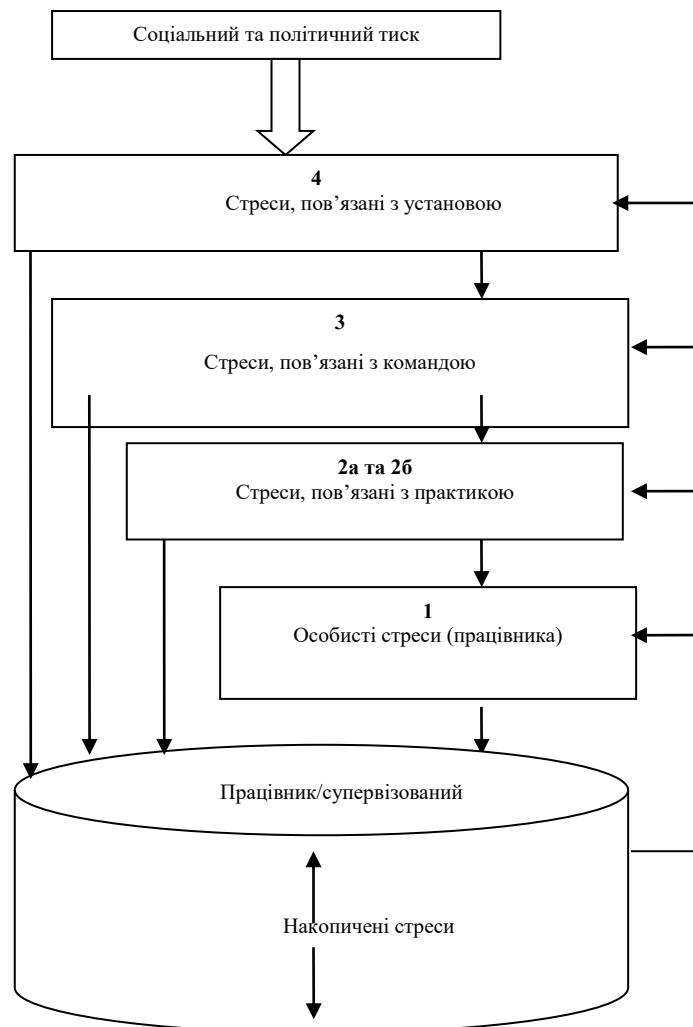 Соціальний та політичний тиск
4
Стреси, пов’язані з установою
3
Стреси, пов’язані з командою
2а та 2б
Стреси, пов’язані з практикою
1
Особисті стреси (працівника)
Працівник/супервізований
Накопичені стреси